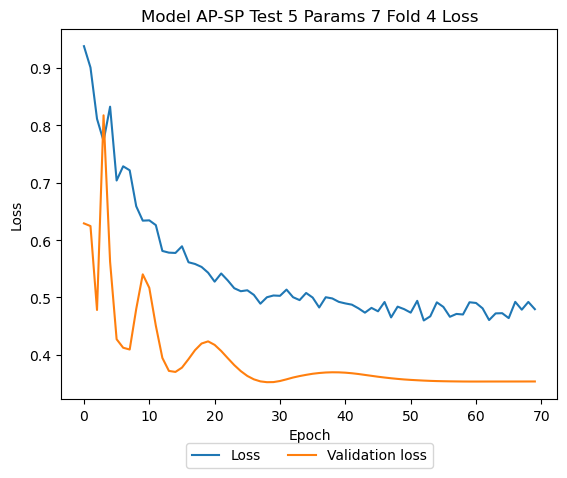 Model AP-SP Test 5 Params 7 Fold 4 Loss
0.9
0.8
0.7
0.6
0.5
0.4
Loss
0 10 20 30 40 50 60 70
Epoch
Loss Validation loss